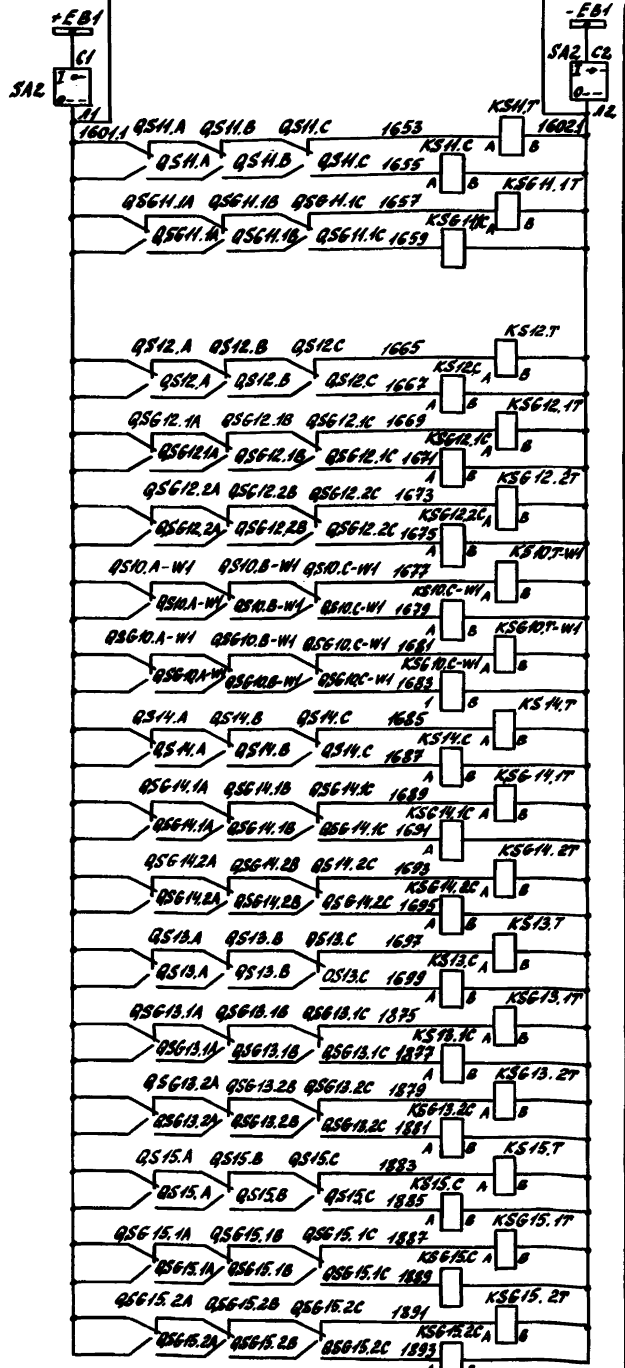 +EB1 -EB1
C1 SA2 C2
SA2 I I
0 0
A1 A2
1601.1 QS11.A QS11.B QS11.C 1653 KS11.T A B 1602.1
QS11.A QS11.B QS11.C 1655 KS11.C A B
QSG11.1A QSG11.1B QSG11.1C 1657 KSG11.1T A B
QSG11.1A QSG11.1B QSG11.1C 1659
QS12.A QS12.B QS12.C 1665 KS12.T A B
QS12.A QS12.B QS12.C 1667 KS12.C A B
QSG12.1A QSG12.1B QSG12.1C 1669 KSG12.1T A B
QSG12.1A QSG12.1B QSG12.1C 1671 KSG12.1C A B
QSG12.2A QSG12.2B QSG12.2C 1673 KSG12.2T A B
QSG12.2A QSG12.2B QSG12.2C 1675 KSG12.2C A B
QS10.A-W1 QS10.B-W1 QS10.C-W1 1677 KS10.T-W1 A B
QS10.A-W1 QS10.B-W1 QS10.C-W1 1679 KS10.C-W1 A B
QSG10.A-W1 QSG10.B-W1 QSG10.C-W1 1681 KSG10.T-W1 A B
QSG10.A-W1 QSG10.B-W1 QSG10.C-W1 1683 KSG10.C-W1 1 B
QS14.A QS14.B QS14.C 1685 KS14.T A B
QS14.A QS14.B QS14.C 1687 KS14.C A B
QSG14.1A QSG14.1B QSG14.1C 1689 KSG14.1T A B
QSG14.1A QSG14.1B QSG14.1C 1691 KSG14.1C A
QSG14.2A QSG14.2B QS14.2C 1693 KSG14.2T A B
QSG14.2A QSG14.2B QSG14.2C 1695 KSG14.2C A B
QS13.A QS13.B QS13.C 1697 KS13.T A B
QS13.A QS13.B QS13.C 1699 KS13.C A B
QSG13.1A QSG13.1B QSG13.1C 1875 KSG13.1T A B
QSG13.1A QSG13.1B QSG13.1C 1877 KS13.1C A B
QSG13.2A QSG13.2B QSG13.2C 1879 KSG13.2T A B
QSG13.2A QSG13.2B QSG13.2C 1881 KSG13.2C A B
QS15.A QS15.B QS15.C 1883 KS15.T A B
QS15.A QS15.B QS15.C 1885 KS15.C A B
QSG15.1A QSG15.1B QSG15.1C 1887 KSG15.1T A B
QSG15.1A QSG15.1B QSG15.1C 1889 KSG15.C
QSG15.2A QSG15.2B QSG15.2C 1891 KSG15.2T A B
QSG15.2A QSG15.2B QSG15.2C 1893 KSG15.2C